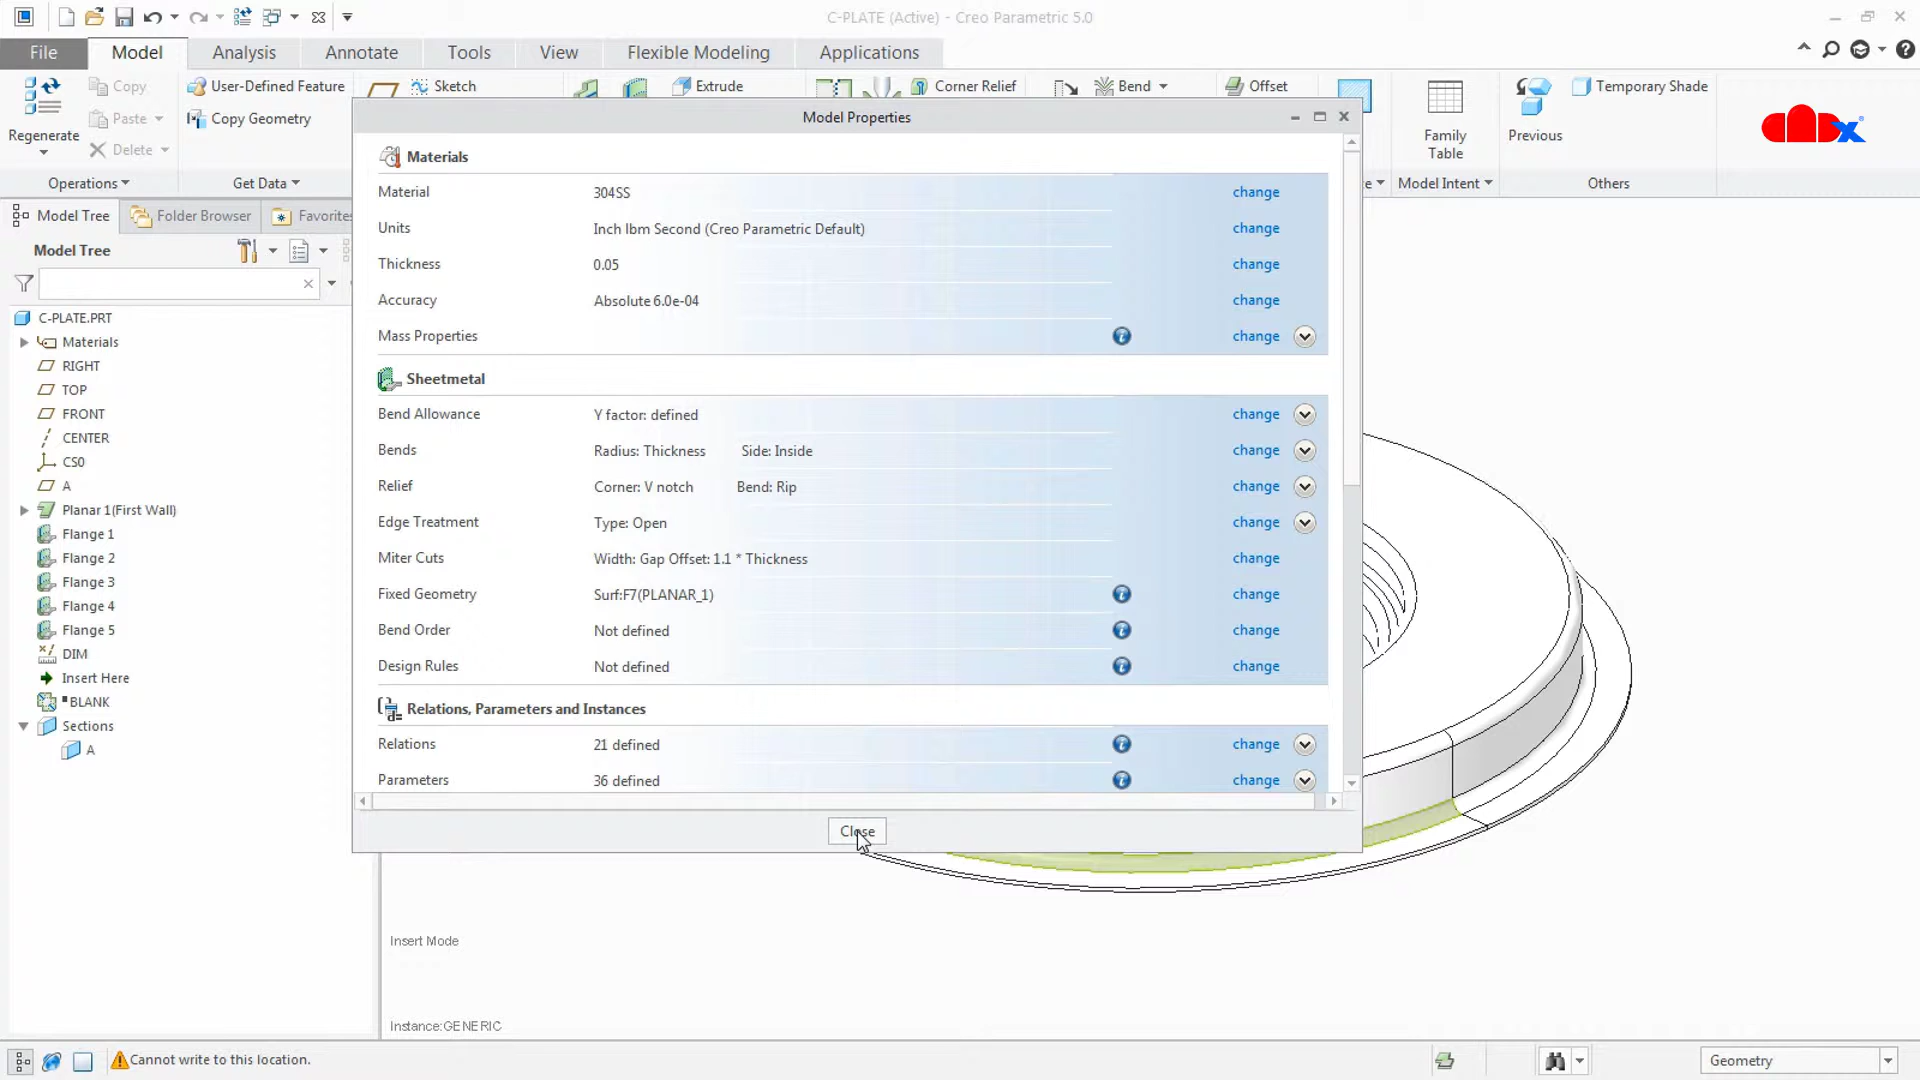 C-PLATE (Active) - Creo Parametric 5.0
File
Model
Analysis
Annotate
Tools
View
Flexible Modeling
Applications
Regenerate
Copy
Paste
Delete
Operations
User-Defined Feature
Copy Geometry
Get Data
Sketch
Extrude
Corner Relief
Bend
Offset
Family
Table
Model Intent
Previous
Temporary Shade
Others
Model Tree
Folder Browser
Favorites
Model Tree
C-PLATE.PRT
Materials
RIGHT
TOP
FRONT
CENTER
CS0
A
Planar 1(First Wall)
Flange 1
Flange 2
Flange 3
Flange 4
Flange 5
DIM
Insert Here
BLANK
Sections
A
Model Properties
Materials
Material 304SS change
Units Inch lbm Second (Creo Parametric Default) change
Thickness 0.05 change
Accuracy Absolute 6.0e-04 change
Mass Properties change
Sheetmetal
Bend Allowance Y factor: defined change
Bends Radius: Thickness Side: Inside change
Relief Corner: V notch Bend: Rip change
Edge Treatment Type: Open change
Miter Cuts Width: Gap Offset: 1.1 * Thickness change
Fixed Geometry Surf:F7(PLANAR_1) change
Bend Order Not defined change
Design Rules Not defined change
Relations, Parameters and Instances
Relations 21 defined change
Parameters 36 defined change
Close
Insert Mode
Instance:GENERIC
Cannot write to this location.
Geometry